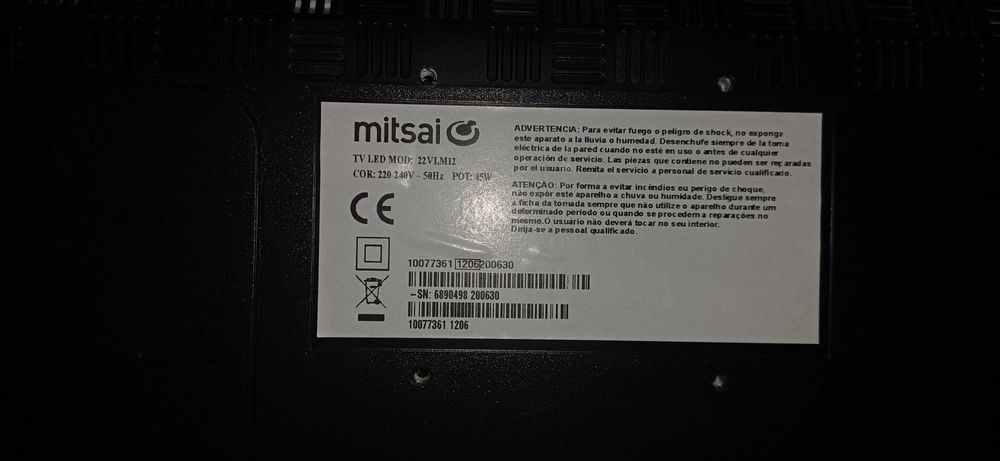 mitsai
TV LED MOD: 22VLM12
COR: 220-240V - 50Hz POT: 45W
CE
ADVERTENCIA: Para evitar fuego o peligro de shock, no exponga
este aparato a la lluvia o humedad. Desenchufe siempre de la toma
eléctrica de la pared cuando no esté en uso o antes de cualquier
operación de servicio. Las piezas que contiene no pueden ser reparadas
por el usuario. Remita el servicio a personal de servicio cualificado.
ATENÇÃO: Por forma a evitar incêndios ou perigo de choque,
não expôr este aparelho a chuva ou humidade. Desligue sempre
a ficha da tomada sempre que não utilize o aparelho durante um
determinado período ou quando se procedem a reparações no
mesmo.O usuário não deverá tocar no seu interior.
Dirija-se a pessoal qualificado.
10077361 1206200630
-SN: 6890498 200630
10077361 1206